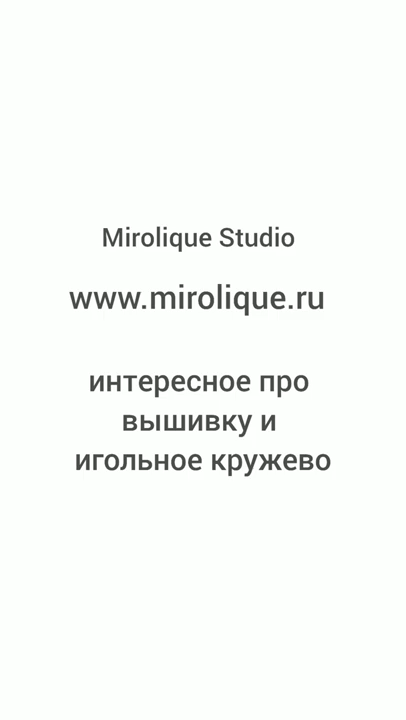 Mirolique Studio
www.mirolique.ru
интересное про
вышивку и
игольное кружево